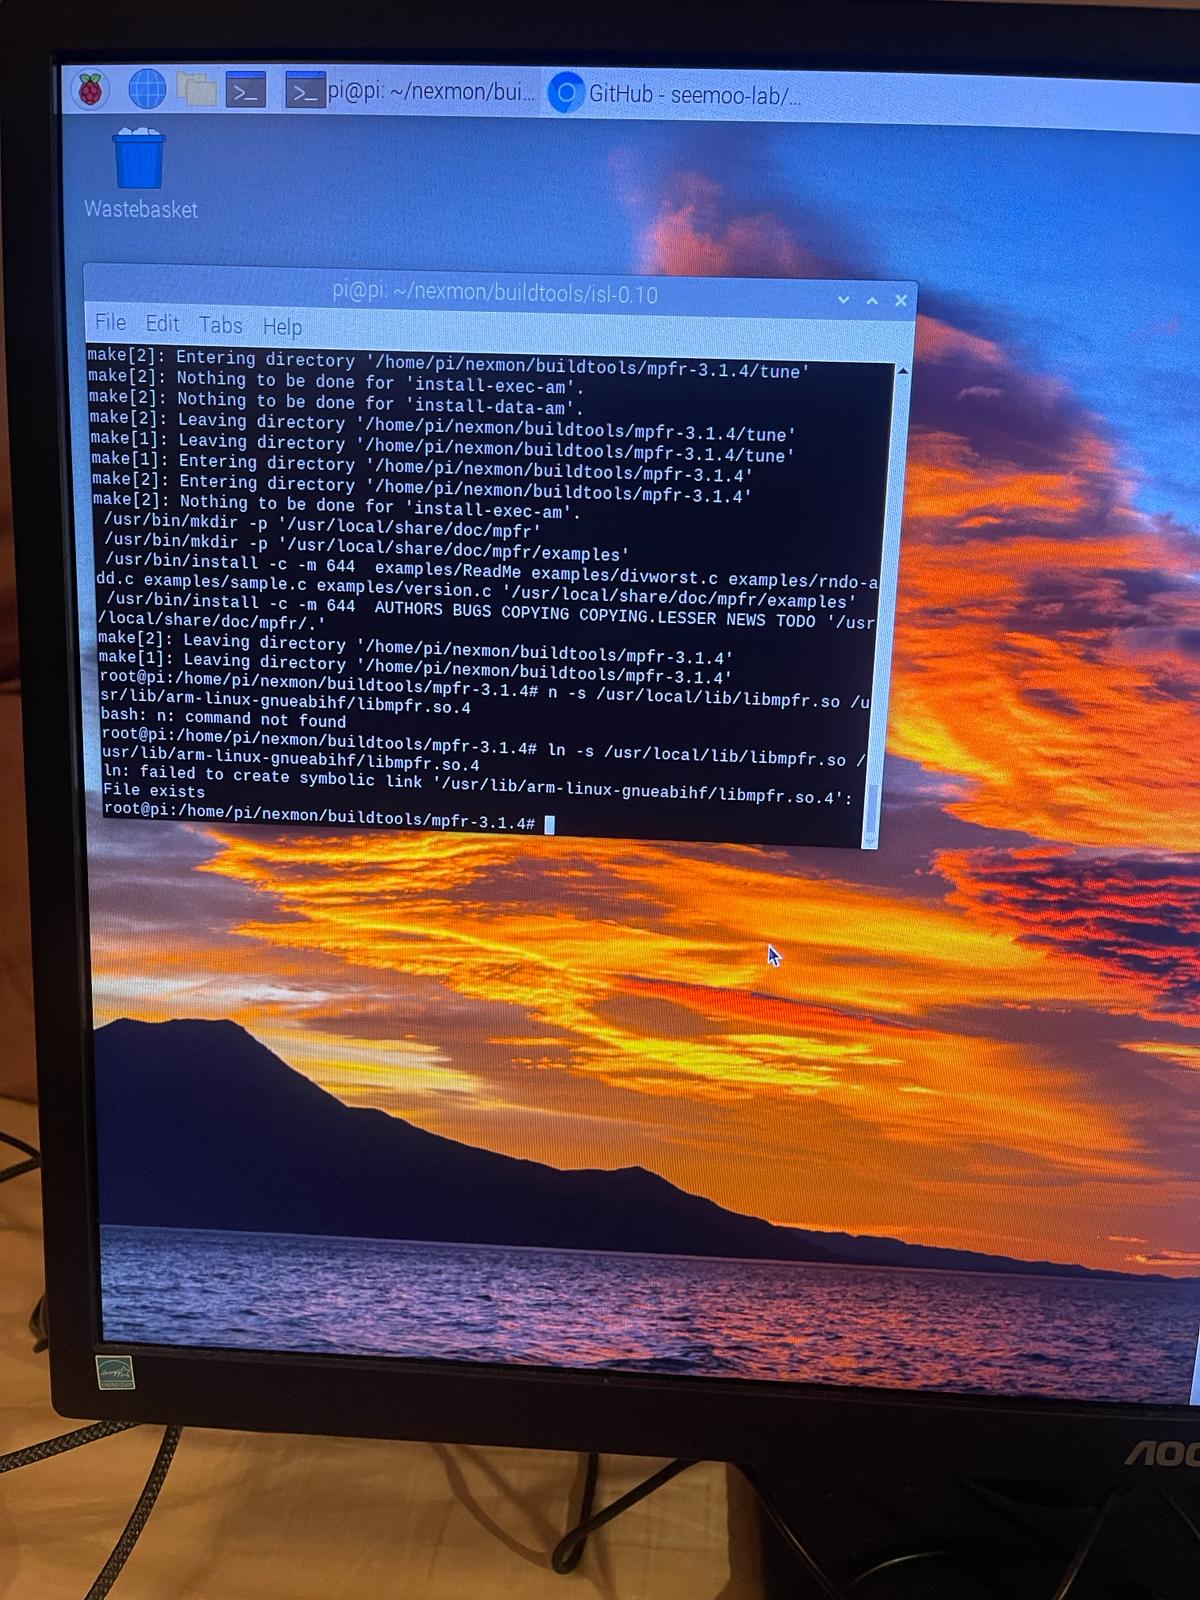 pi@pi: ~/nexmon/bui...
GitHub - seemoo-lab/...
Wastebasket
pi@pi: ~/nexmon/buildtools/isl-0.10
File Edit Tabs Help
make[2]: Entering directory '/home/pi/nexmon/buildtools/mpfr-3.1.4/tune'
make[2]: Nothing to be done for 'install-exec-am'.
make[2]: Nothing to be done for 'install-data-am'.
make[2]: Leaving directory '/home/pi/nexmon/buildtools/mpfr-3.1.4/tune'
make[1]: Leaving directory '/home/pi/nexmon/buildtools/mpfr-3.1.4/tune'
make[1]: Entering directory '/home/pi/nexmon/buildtools/mpfr-3.1.4'
make[2]: Entering directory '/home/pi/nexmon/buildtools/mpfr-3.1.4'
make[2]: Nothing to be done for 'install-exec-am'.
/usr/bin/mkdir -p '/usr/local/share/doc/mpfr'
/usr/bin/mkdir -p '/usr/local/share/doc/mpfr/examples'
/usr/bin/install -c -m 644  examples/ReadMe examples/divworst.c examples/rndo-a
dd.c examples/sample.c examples/version.c '/usr/local/share/doc/mpfr/examples'
/usr/bin/install -c -m 644  AUTHORS BUGS COPYING COPYING.LESSER NEWS TODO '/usr
/local/share/doc/mpfr/.'
make[2]: Leaving directory '/home/pi/nexmon/buildtools/mpfr-3.1.4'
make[1]: Leaving directory '/home/pi/nexmon/buildtools/mpfr-3.1.4'
root@pi:/home/pi/nexmon/buildtools/mpfr-3.1.4# n -s /usr/local/lib/libmpfr.so /u
sr/lib/arm-linux-gnueabihf/libmpfr.so.4
bash: n: command not found
root@pi:/home/pi/nexmon/buildtools/mpfr-3.1.4# ln -s /usr/local/lib/libmpfr.so /
usr/lib/arm-linux-gnueabihf/libmpfr.so.4
ln: failed to create symbolic link '/usr/lib/arm-linux-gnueabihf/libmpfr.so.4':
File exists
root@pi:/home/pi/nexmon/buildtools/mpfr-3.1.4#
AOC